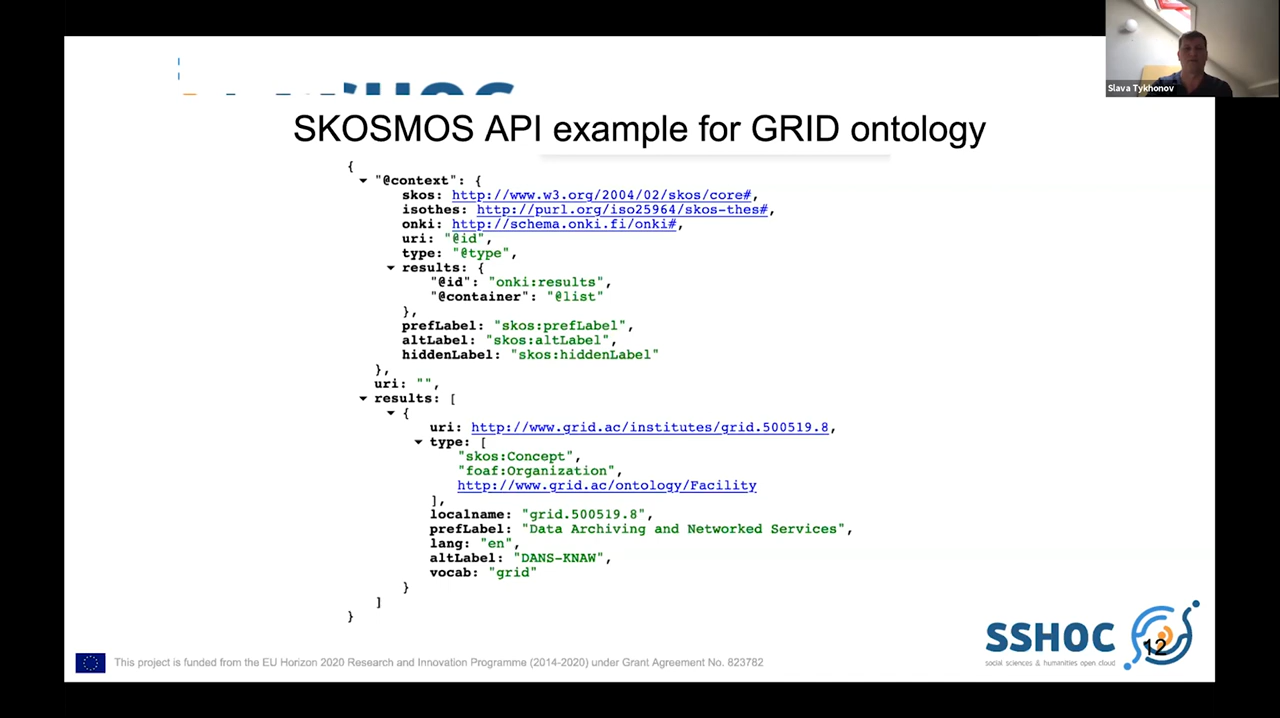 Slava Tykhonov
SKOSMOS API example for GRID ontology
{
"@context": {
skos: http://www.w3.org/2004/02/skos/core#,
isothes: http://purl.org/iso25964/skos-thes#,
onki: http://schema.onki.fi/onki#,
uri: "@id",
type: "@type",
results: {
"@id": "onki:results",
"@container": "@list"
},
prefLabel: "skos:prefLabel",
altLabel: "skos:altLabel",
hiddenLabel: "skos:hiddenLabel"
},
uri: "",
results: [
{
uri: http://www.grid.ac/institutes/grid.500519.8,
type: [
"skos:Concept",
"foaf:Organization",
http://www.grid.ac/ontology/Facility
],
localname: "grid.500519.8",
prefLabel: "Data Archiving and Networked Services",
lang: "en",
altLabel: "DANS-KNAW",
vocab: "grid"
}
]
}
SSHOC
social sciences & humanities open cloud
12
This project is funded from the EU Horizon 2020 Research and Innovation Programme (2014-2020) under Grant Agreement No. 823782